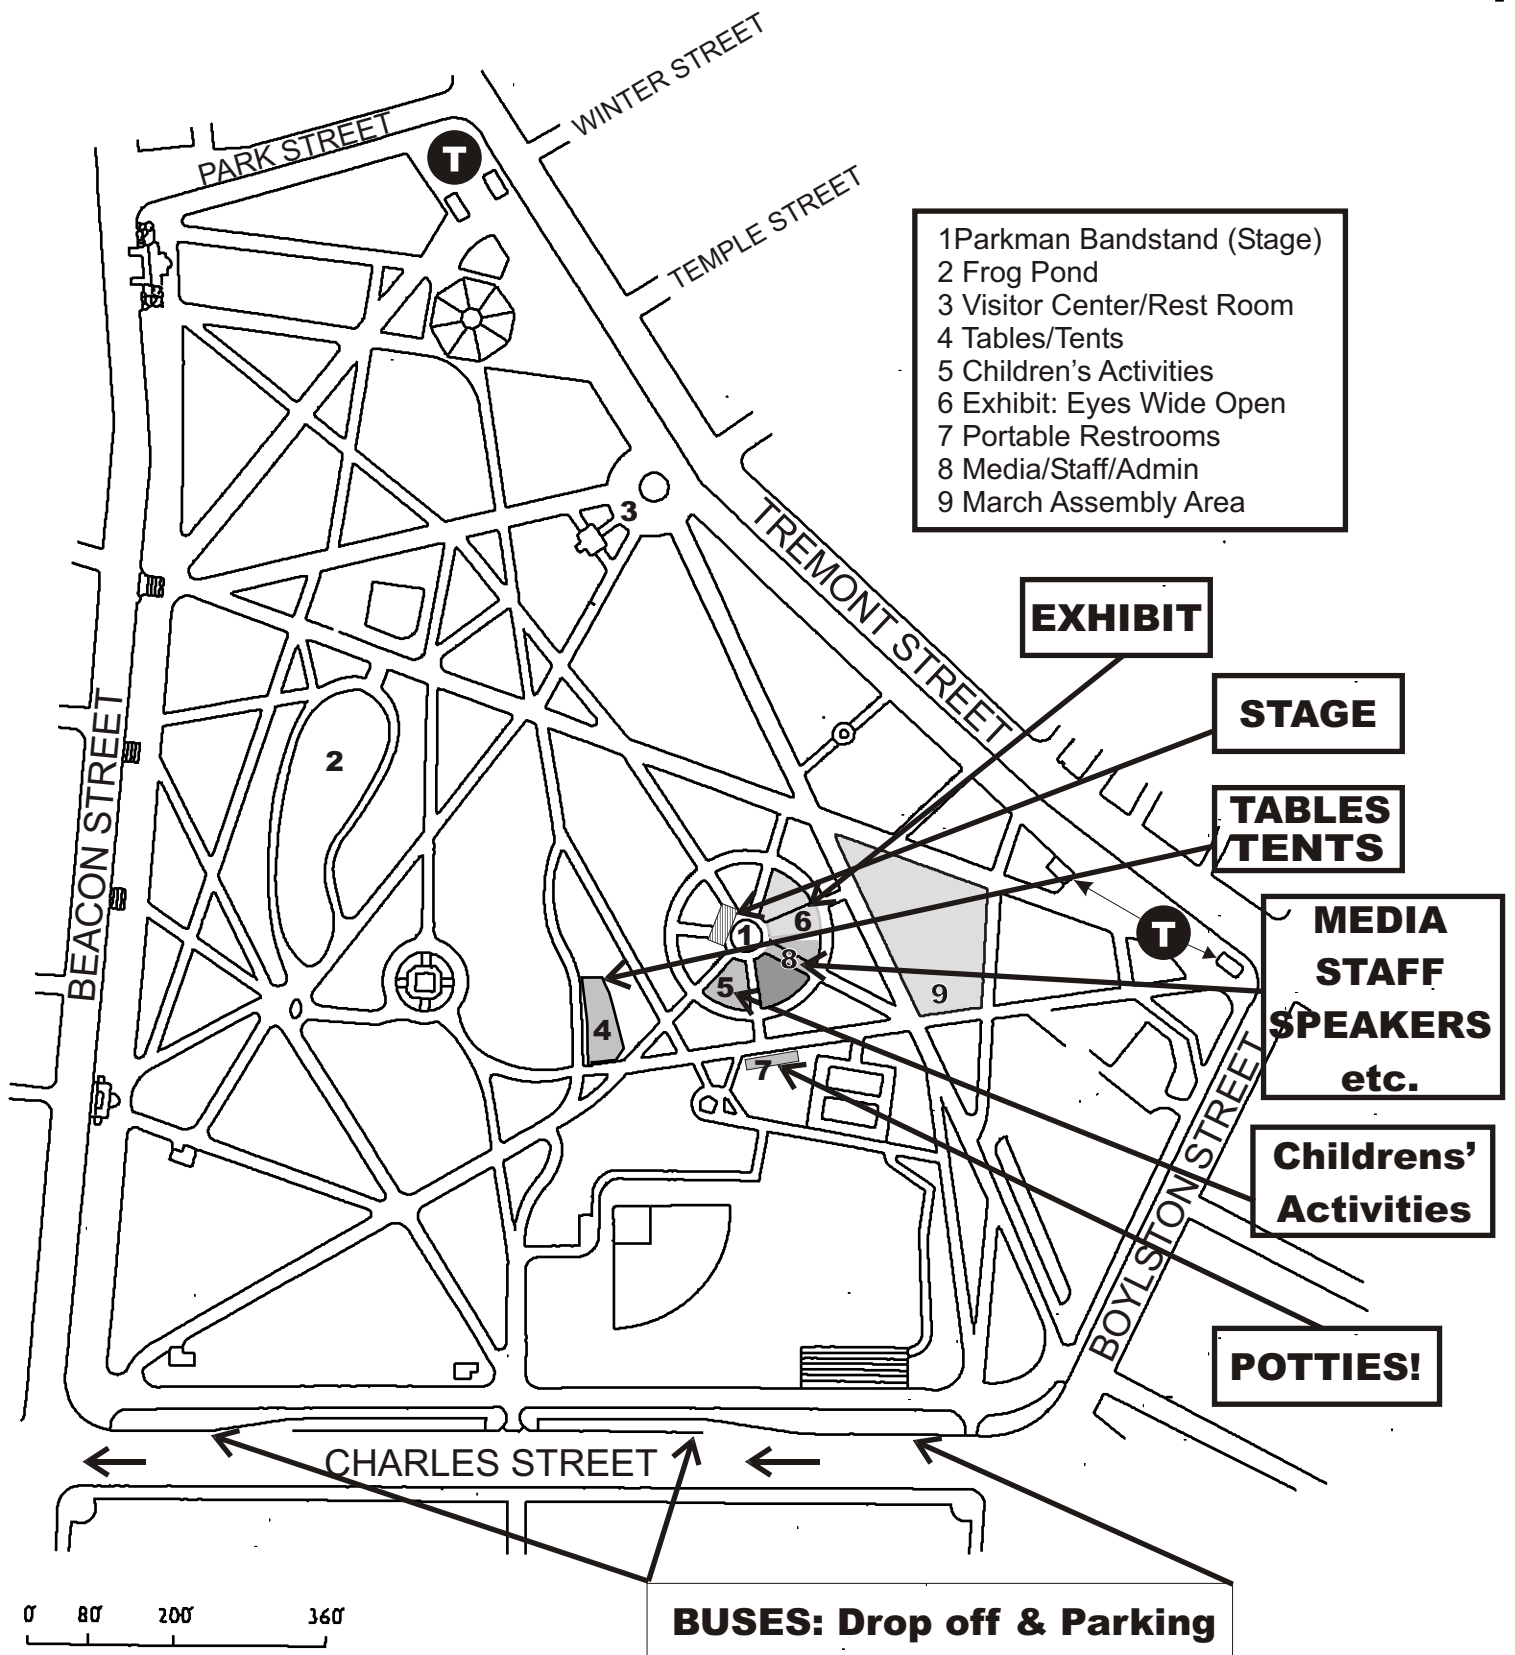 WINTER STREET
PARK STREET
T
TEMPLE STREET
1Parkman Bandstand (Stage)
2 Frog Pond
3 Visitor Center/Rest Room
4 Tables/Tents
5 Children's Activities
6 Exhibit: Eyes Wide Open
7 Portable Restrooms
8 Media/Staff/Admin
9 March Assembly Area
3
TREMONT STREET
EXHIBIT
STAGE
BEACON STREET
2
TABLES
TENTS
MEDIA
STAFF
SPEAKERS
etc.
6
1
T
8
5
9
4
7
BOYLSTON STREET
Childrens'
Activities
POTTIES!
CHARLES STREET
0' 80' 200' 360'
BUSES: Drop off & Parking